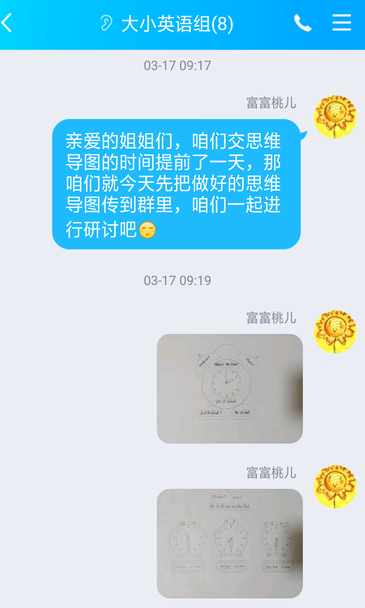 大小英语组(8)
03-17 09:17
富富桃儿
亲爱的姐姐们，咱们交思维
导图的时间提前了一天，那
咱们就今天先把做好的思维
导图传到群里，咱们一起进
行研讨吧
03-17 09:19
富富桃儿
富富桃儿